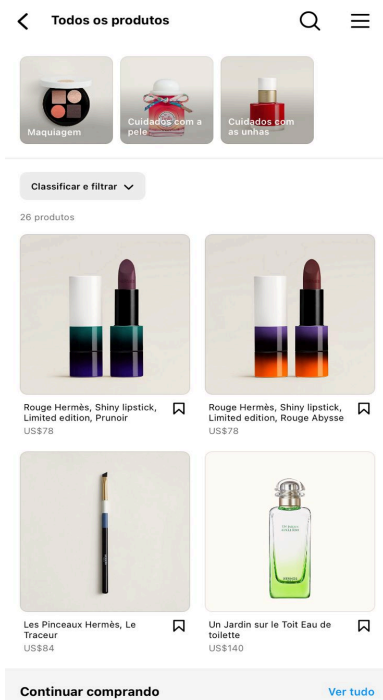 Todos os produtos
Maquiagem
Cuidados com a
pele
Cuidados com
as unhas
Classificar e filtrar
26 produtos
Rouge Hermès, Shiny lipstick,
Limited edition, Prunoir
US$78
Rouge Hermès, Shiny lipstick,
Limited edition, Rouge Abysse
US$78
Les Pinceaux Hermès, Le
Traceur
US$84
Un Jardin sur le Toit Eau de
toilette
US$140
Continuar comprando
Ver tudo